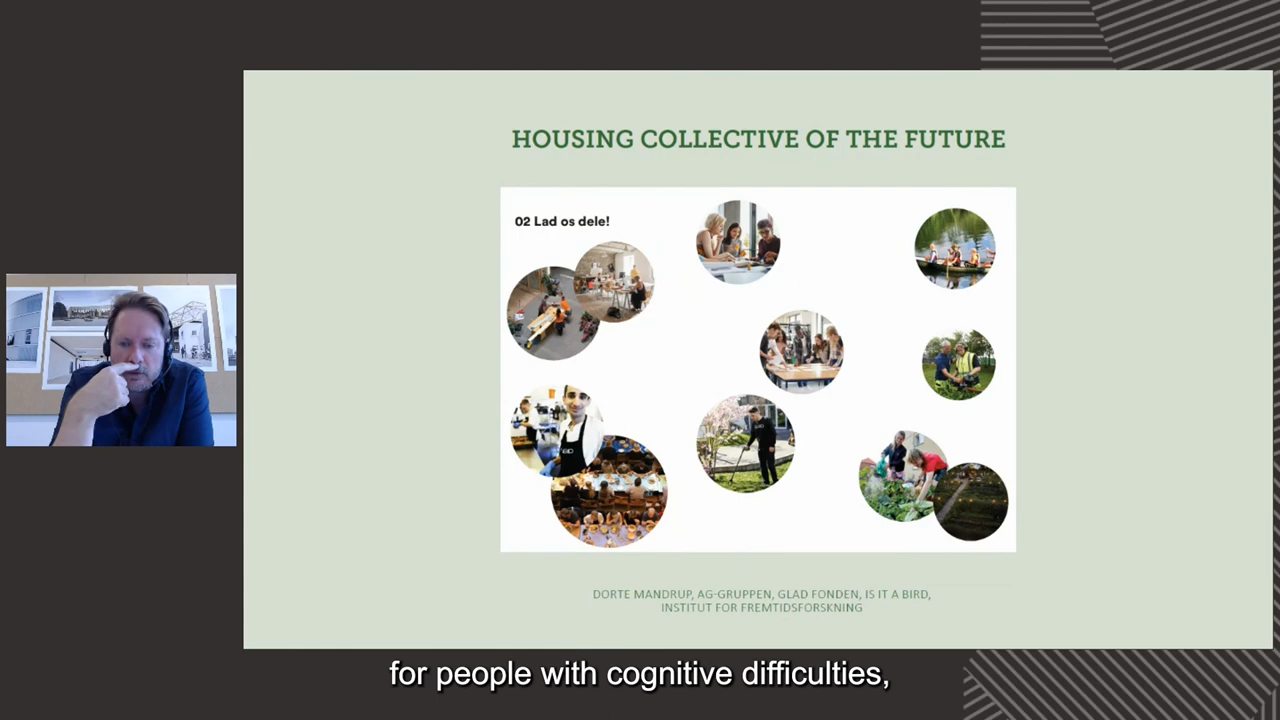 HOUSING COLLECTIVE OF THE FUTURE
02 Lad os dele!
DORTE MANDRUP, AG-GRUPPEN, GLAD FONDEN, IS IT A BIRD,
INSTITUT FOR FREMTIDSFORSKNING
for people with cognitive difficulties,